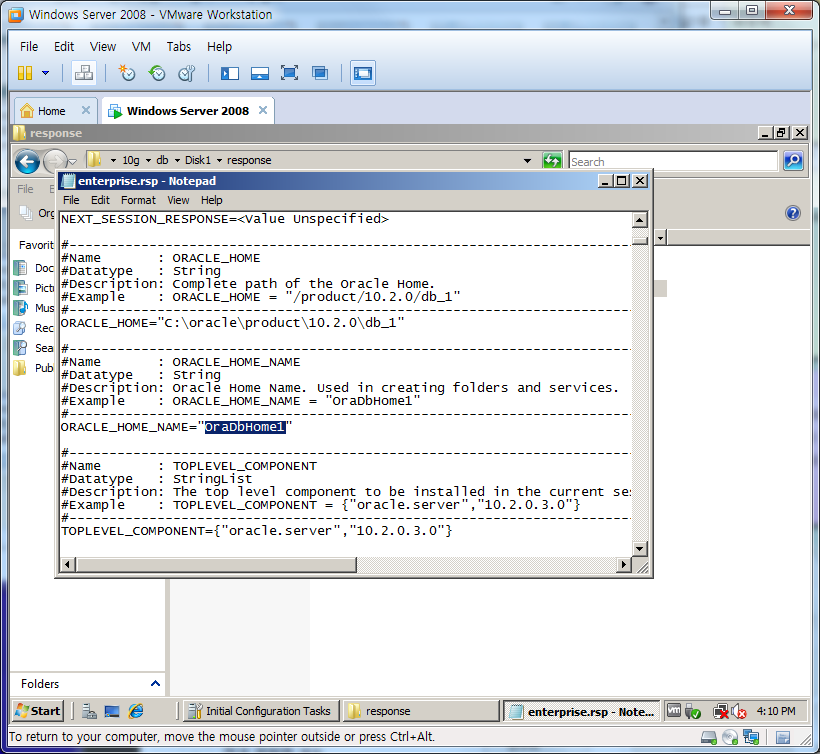 Windows Server 2008 - VMware Workstation
File Edit View VM Tabs Help
Home Windows Server 2008
response
10g db Disk1 response Search
File
enterprise.rsp - Notepad
File Edit Format View Help
NEXT_SESSION_RESPONSE=<Value Unspecified>
#------------------------------------------------------------------------
#Name : ORACLE_HOME
#Datatype : String
#Description: Complete path of the Oracle Home.
#Example : ORACLE_HOME = "/product/10.2.0/db_1"
#------------------------------------------------------------------------
ORACLE_HOME="C:\oracle\product\10.2.0\db_1"
#------------------------------------------------------------------------
#Name : ORACLE_HOME_NAME
#Datatype : String
#Description: Oracle Home Name. Used in creating folders and services.
#Example : ORACLE_HOME_NAME = "OraDbHome1"
#------------------------------------------------------------------------
ORACLE_HOME_NAME="OraDbHome1"
#------------------------------------------------------------------------
#Name : TOPLEVEL_COMPONENT
#Datatype : StringList
#Description: The top level component to be installed in the current se
#Example : TOPLEVEL_COMPONENT = {"oracle.server","10.2.0.3.0"}
#------------------------------------------------------------------------
TOPLEVEL_COMPONENT={"oracle.server","10.2.0.3.0"}
Org
Favorit
Doc
Pict
Mus
Rec
Sea
Pub
Folders
Start Initial Configuration Tasks response enterprise.rsp - Note... vm 4:10 PM
To return to your computer, move the mouse pointer outside or press Ctrl+Alt.